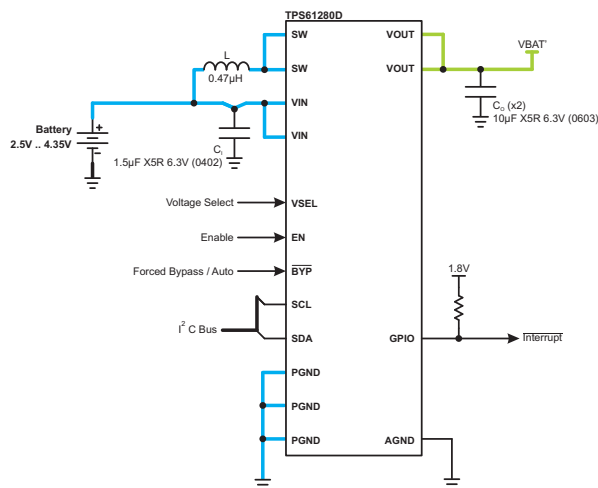 TPS61280D
SW
VOUT
VBAT'
L
0.47µH
SW
VOUT
VIN
C₀ (x2)
10µF X5R 6.3V (0603)
Battery
2.5V .. 4.35V
+
-
VIN
Cᵢ
1.5µF X5R 6.3V (0402)
Voltage Select
VSEL
Enable
EN
Forced Bypass / Auto
BYP
1.8V
SCL
I² C Bus
SDA
GPIO
Interrupt
PGND
PGND
PGND
AGND